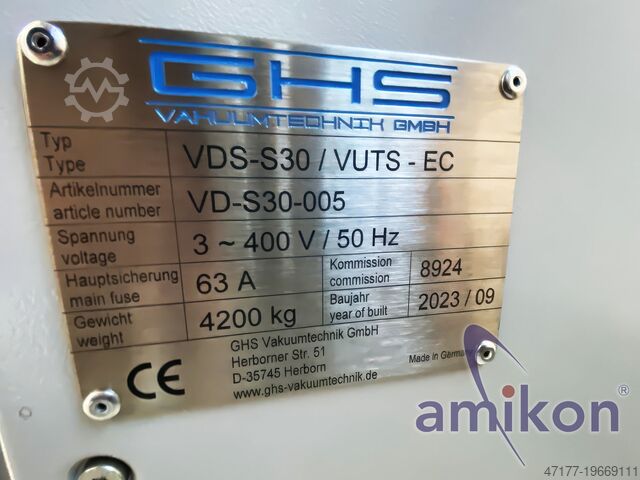 GHS
VAKUUMTECHNIK GMBH
Typ
Type
VDS-S30 / VUTS - EC
Artikelnummer
article number
VD-S30-005
Spannung
voltage
3 ~ 400 V / 50 Hz
Hauptsicherung
main fuse
63 A
Kommission
commission
8924
Gewicht
weight
4200 kg
Baujahr
year of built
2023 / 09
GHS Vakuumtechnik GmbH
Herborner Str. 51
D-35745 Herborn
www.ghs-vakuumtechnik.de
Made in Germany
CE
amikon
47177-19669111